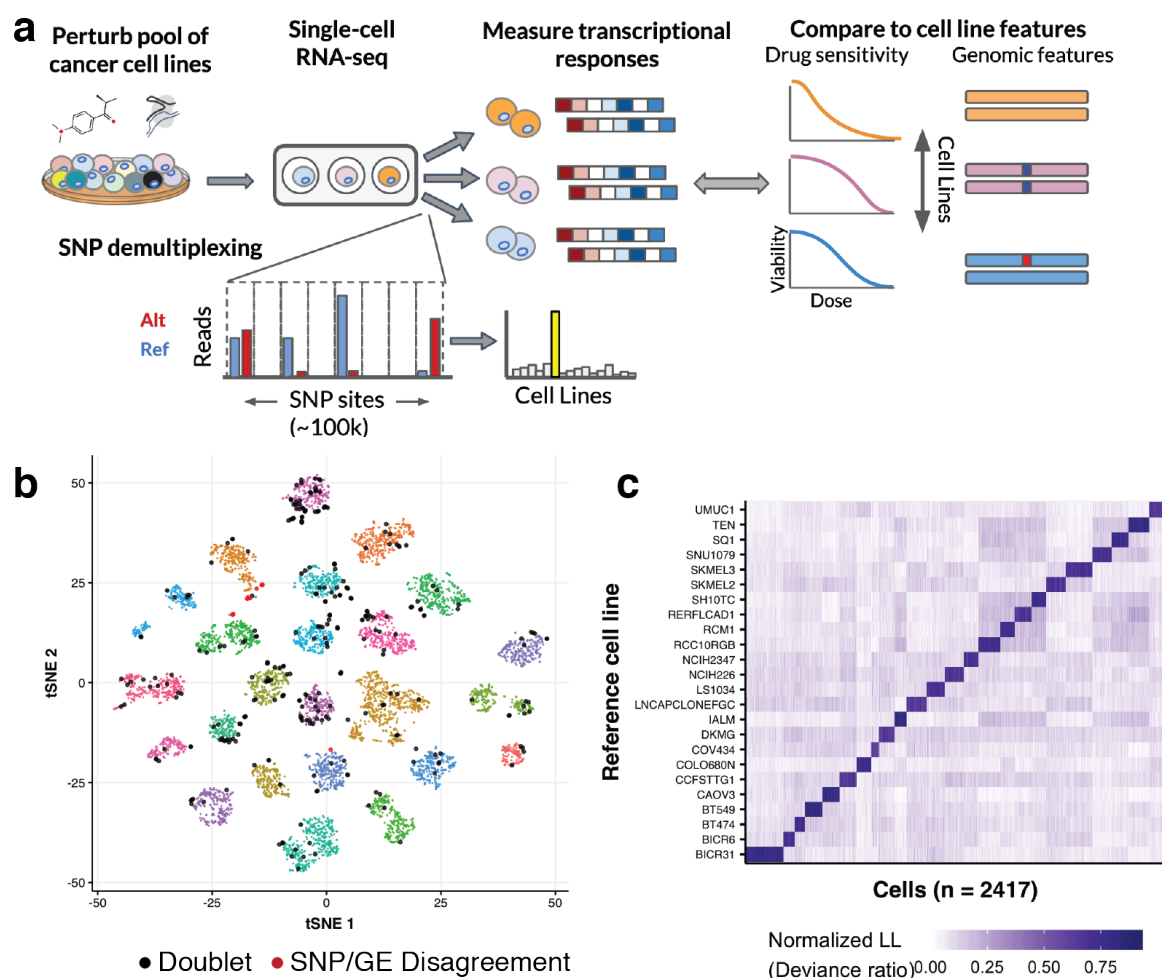 a
Perturb pool of
cancer cell lines
Single-cell
RNA-seq
Measure transcriptional
responses
Compare to cell line features
Drug sensitivity
Genomic features
Cell Lines
Viability
Dose
SNP demultiplexing
Alt
Ref
Reads
SNP sites
(~100k)
Cell Lines
b
tSNE 2
50
25
0
-25
-50
-50
-25
0
25
50
tSNE 1
Doublet
SNP/GE Disagreement
c
Reference cell line
UMUC1
TEN
SQ1
SNU1079
SKMEL3
SKMEL2
SH10TC
RERFLCAD1
RCM1
RCC10RGB
NCIH2347
NCIH226
LS1034
LNCAPCLONEFGC
IALM
DKMG
COV434
COLO680N
CCFSTTG1
CAOV3
BT549
BT474
BICR6
BICR31
Cells (n = 2417)
Normalized LL
(Deviance ratio)
0.00
0.25
0.50
0.75